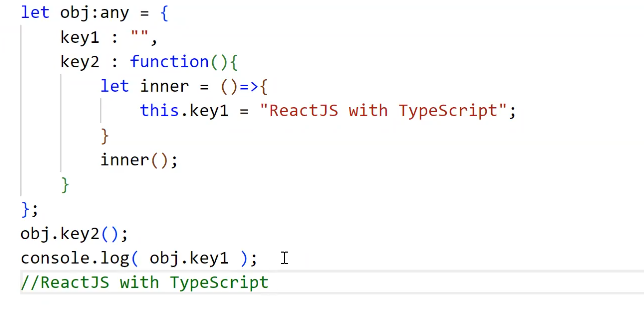 let obj:any = {
    key1 : "",
    key2 : function(){
        let inner = ()=>{
            this.key1 = "ReactJS with TypeScript";
        }
        inner();
    }
};
obj.key2();
console.log( obj.key1 );
//ReactJS with TypeScript